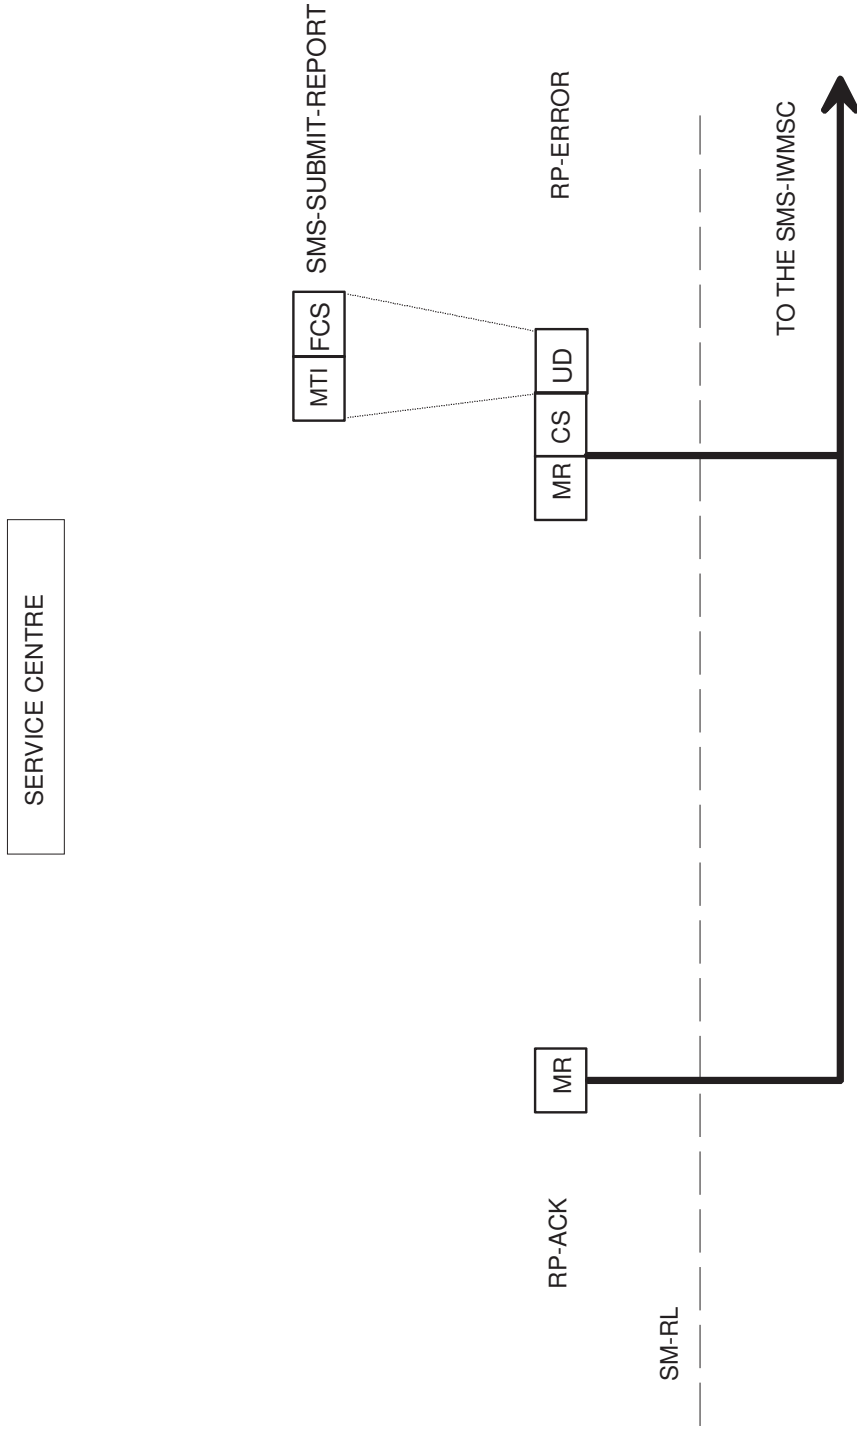 SERVICE CENTRE
MTI FCS SMS-SUBMIT-REPORT
RP-ACK MR MR CS UD RP-ERROR
SM-RL
TO THE SMS-IWMSC